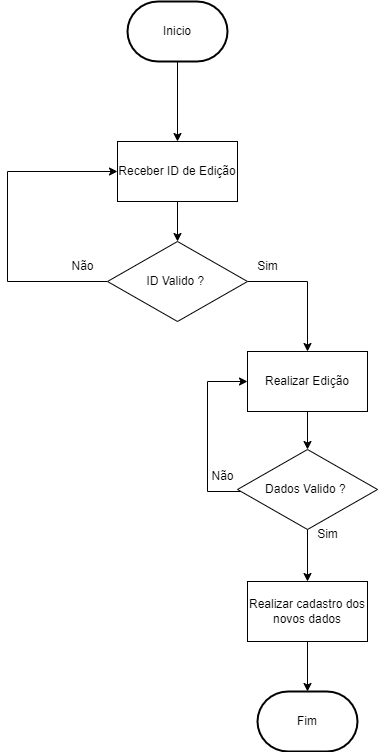 Inicio
Receber ID de Edição
Não
ID Valido ?
Sim
Realizar Edição
Não
Dados Valido ?
Sim
Realizar cadastro dos
novos dados
Fim